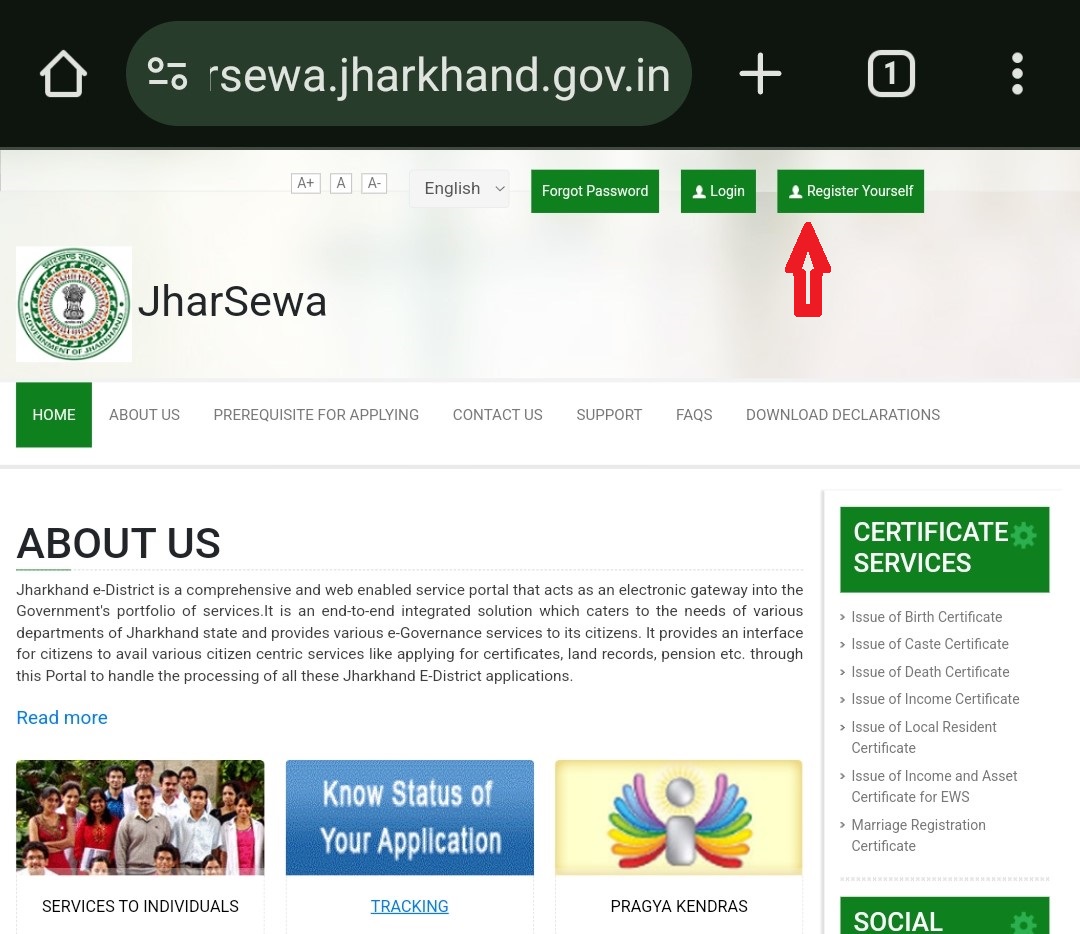 rsewa.jharkhand.gov.in
1
A+ A A- English Forgot Password Login Register Yourself
झारखण्ड सरकार
GOVERNMENT OF JHARKHAND
JharSewa
HOME ABOUT US PREREQUISITE FOR APPLYING CONTACT US SUPPORT FAQS DOWNLOAD DECLARATIONS
ABOUT US
Jharkhand e-District is a comprehensive and web enabled service portal that acts as an electronic gateway into the
Government's portfolio of services.It is an end-to-end integrated solution which caters to the needs of various
departments of Jharkhand state and provides various e-Governance services to its citizens. It provides an interface
for citizens to avail various citizen centric services like applying for certificates, land records, pension etc. through
this Portal to handle the processing of all these Jharkhand E-District applications.
Read more
Know Status of
Your Application
SERVICES TO INDIVIDUALS
TRACKING
PRAGYA KENDRAS
CERTIFICATE
SERVICES
Issue of Birth Certificate
Issue of Caste Certificate
Issue of Death Certificate
Issue of Income Certificate
Issue of Local Resident
Certificate
Issue of Income and Asset
Certificate for EWS
Marriage Registration
Certificate
SOCIAL